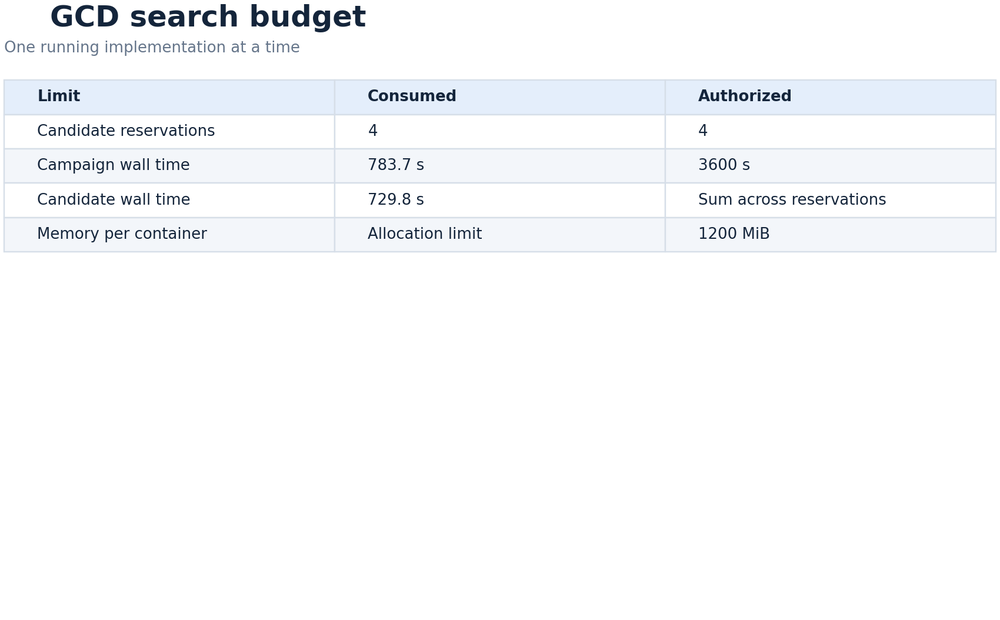 GCD search budget
One running implementation at a time
Limit Consumed Authorized
Candidate reservations 4 4
Campaign wall time 783.7 s 3600 s
Candidate wall time 729.8 s Sum across reservations
Memory per container Allocation limit 1200 MiB